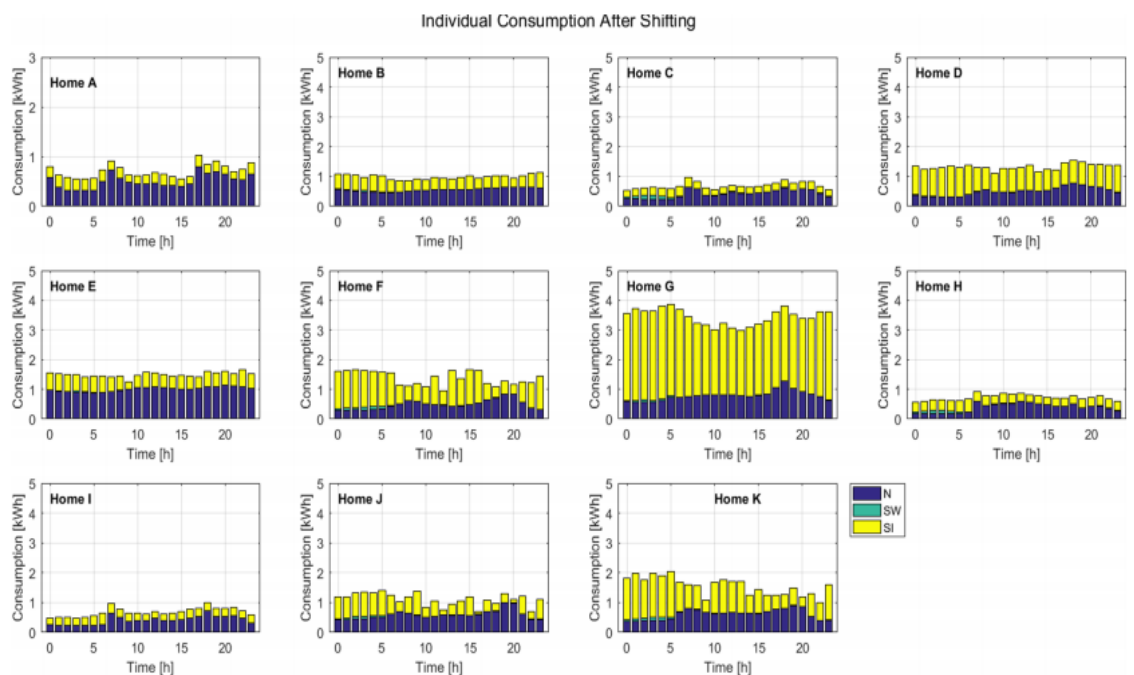 Individual Consumption After Shifting
Home A
Consumption [kWh]
3
2
1
0
0 5 10 15 20
Time [h]
Home B
Consumption [kWh]
5
4
3
2
1
0
0 5 10 15 20
Time [h]
Home C
Consumption [kWh]
5
4
3
2
1
0
0 5 10 15 20
Time [h]
Home D
Consumption [kWh]
5
4
3
2
1
0
0 5 10 15 20
Time [h]
Home E
Consumption [kWh]
5
4
3
2
1
0
0 5 10 15 20
Time [h]
Home F
Consumption [kWh]
5
4
3
2
1
0
0 5 10 15 20
Time [h]
Home G
Consumption [kWh]
5
4
3
2
1
0
0 5 10 15 20
Time [h]
Home H
Consumption [kWh]
5
4
3
2
1
0
0 5 10 15 20
Time [h]
Home I
Consumption [kWh]
5
4
3
2
1
0
0 5 10 15 20
Time [h]
Home J
Consumption [kWh]
5
4
3
2
1
0
0 5 10 15 20
Time [h]
Home K
Consumption [kWh]
5
4
3
2
1
0
0 5 10 15 20
Time [h]
N
SW
SI